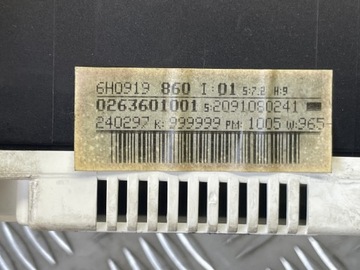 6H0919 860 I:01 S:7.2 H:9
0263601001 S:2091080241
240297 K: 999999 PM: 1005 W:965